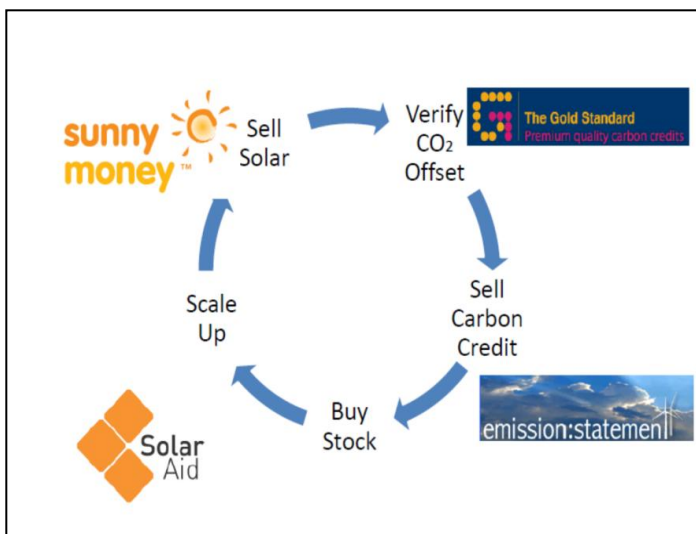 sunny
money™
Sell
Solar
Verify
CO₂
Offset
The Gold Standard
Premium quality carbon credits
Sell
Carbon
Credit
emission:statement
Buy
Stock
Solar
Aid
Scale
Up